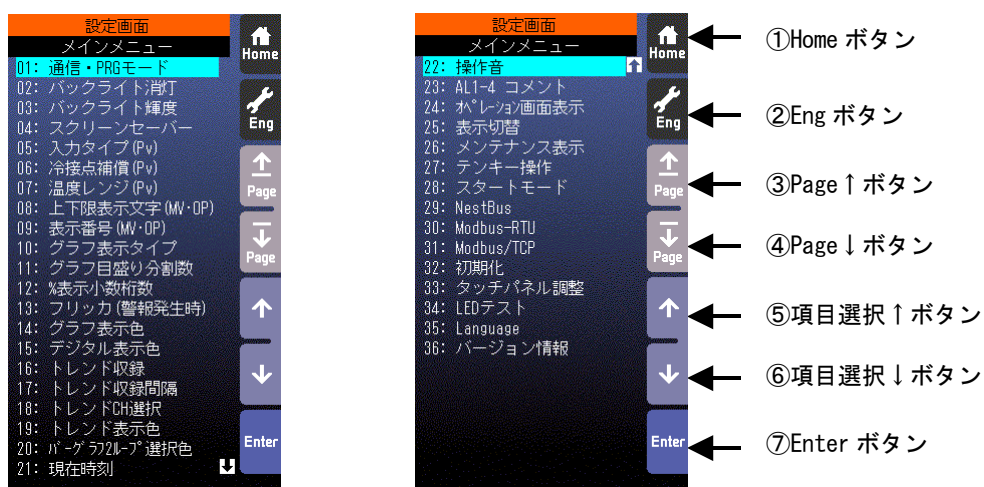 設定画面
メインメニュー
01: 通信・PRGモード
02: バックライト消灯
03: バックライト輝度
04: スクリーンセーバー
05: 入力タイプ(Pv)
06: 冷接点補償(Pv)
07: 温度レンジ(Pv)
08: 上下限表示文字(MV･OP)
09: 表示番号(MV･OP)
10: グラフ表示タイプ
11: グラフ目盛り分割数
12: %表示小数桁数
13: フリッカ(警報発生時)
14: グラフ表示色
15: デジタル表示色
16: トレンド収録
17: トレンド収録間隔
18: トレンドCH選択
19: トレンド表示色
20: ﾊﾞｰｸﾞﾗﾌ2ﾙｰﾌﾟ選択色
21: 現在時刻
Home
Eng
Page
Page
Enter
設定画面
メインメニュー
22: 操作音
23: AL1-4 コメント
24: ｵﾍﾟﾚｰｼｮﾝ画面表示
25: 表示切替
26: メンテナンス表示
27: テンキー操作
28: スタートモード
29: NestBus
30: Modbus-RTU
31: Modbus/TCP
32: 初期化
33: タッチパネル調整
34: LEDテスト
35: Language
36: バージョン情報
Home
Eng
Page
Page
Enter
①Home ボタン
②Eng ボタン
③Page↑ボタン
④Page↓ボタン
⑤項目選択↑ボタン
⑥項目選択↓ボタン
⑦Enter ボタン